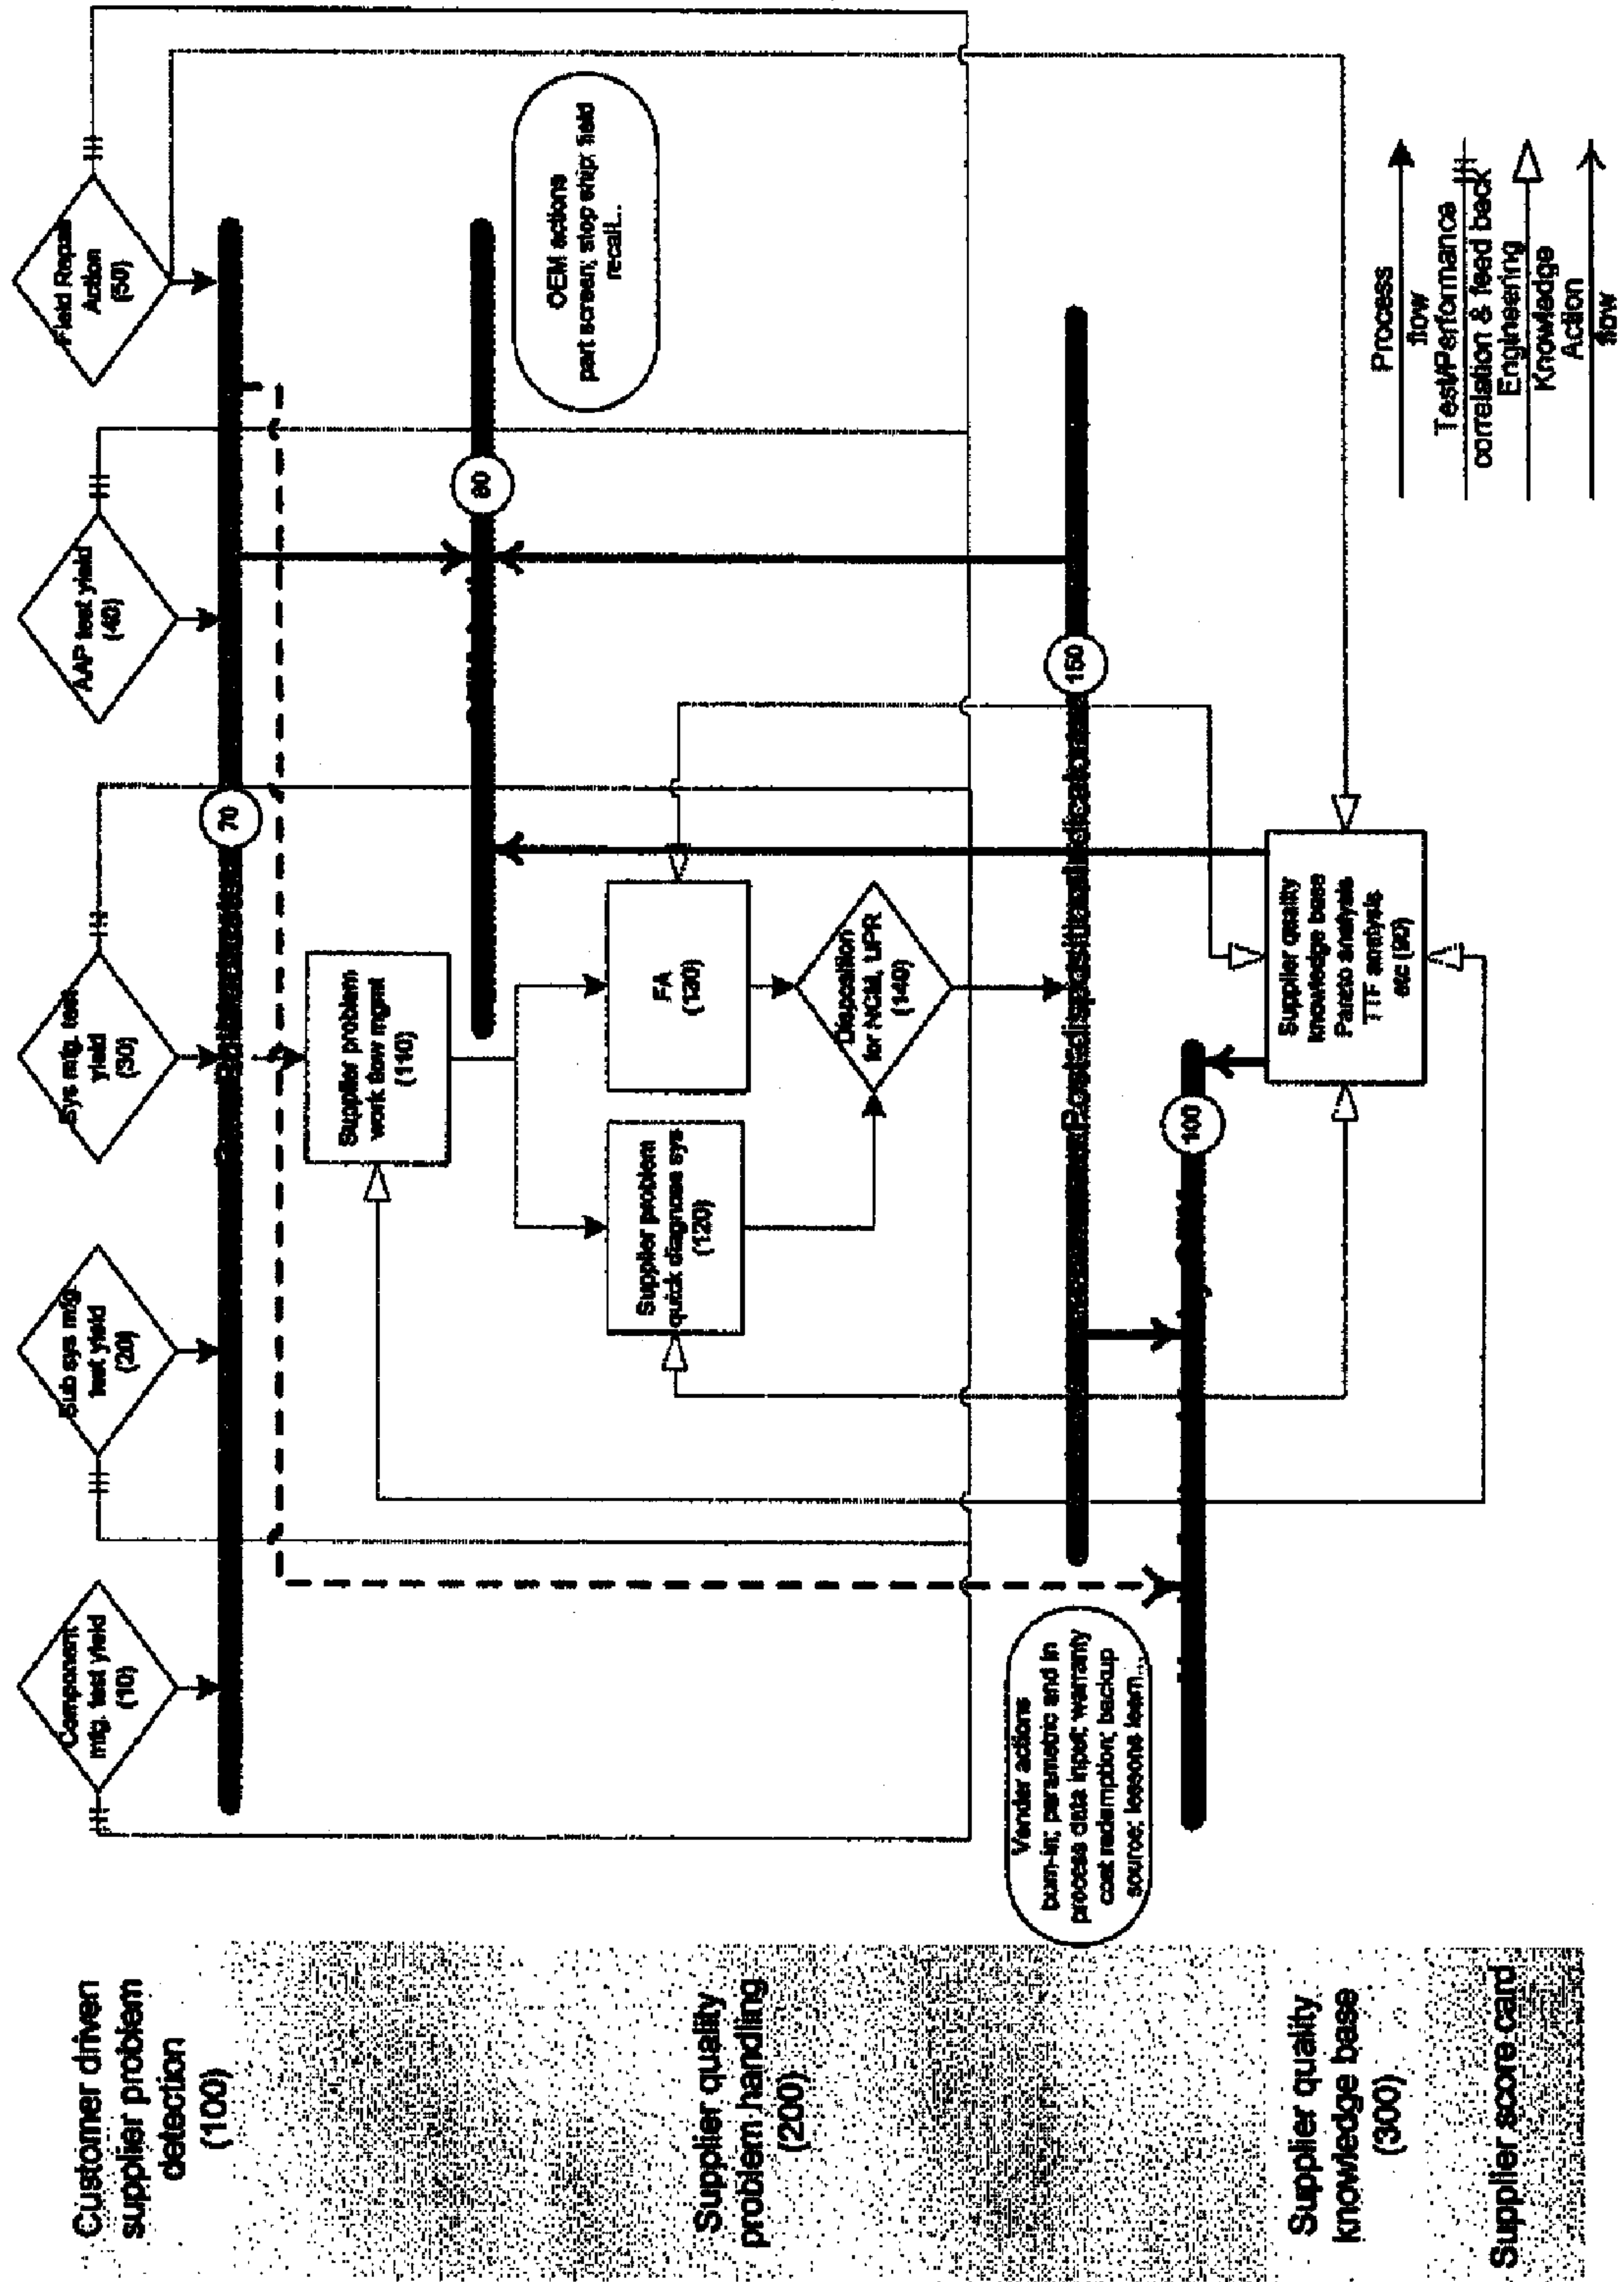 Customer driven
supplier problem
detection
(100)
Component
mfg. test yield
(10)
Sub sys mfg.
test yield
(20)
Sys mfg. test
yield
(30)
AAP test yield
(40)
Field Repair
Action
(50)
70
Supplier quality
problem handling
(200)
Supplier problem
work flow mgmt
(110)
80
OEM actions
part screen; stop ship; field
recall...
Supplier problem
quick diagnose sys
(120)
FA
(130)
Disposition
for NCM, UPR
(140)
Vender actions
burn-in; parametric and in
process data input; warranty
cost redemption; backup
source; lessons learn...
150
100
Supplier quality
knowledge base
(300)
Supplier quality
knowledge base
Pareto analysis
TTF analysis
etc (90)
Supplier score card
Process
flow
Test/Performance
correlation & feed back
Engineering
Knowledge
Action
flow